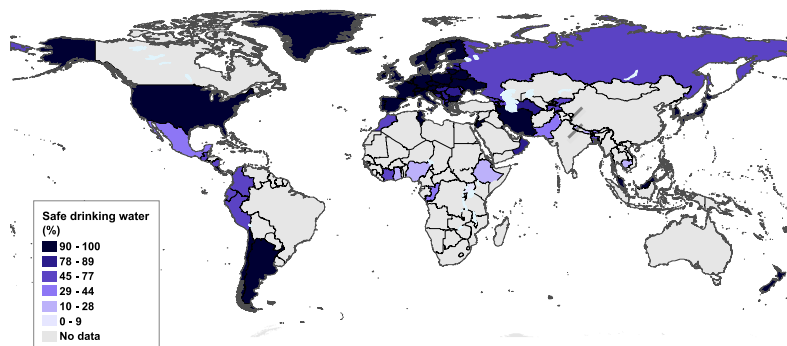 Safe drinking water
(%)
90 - 100
78 - 89
45 - 77
29 - 44
10 - 28
0 - 9
No data